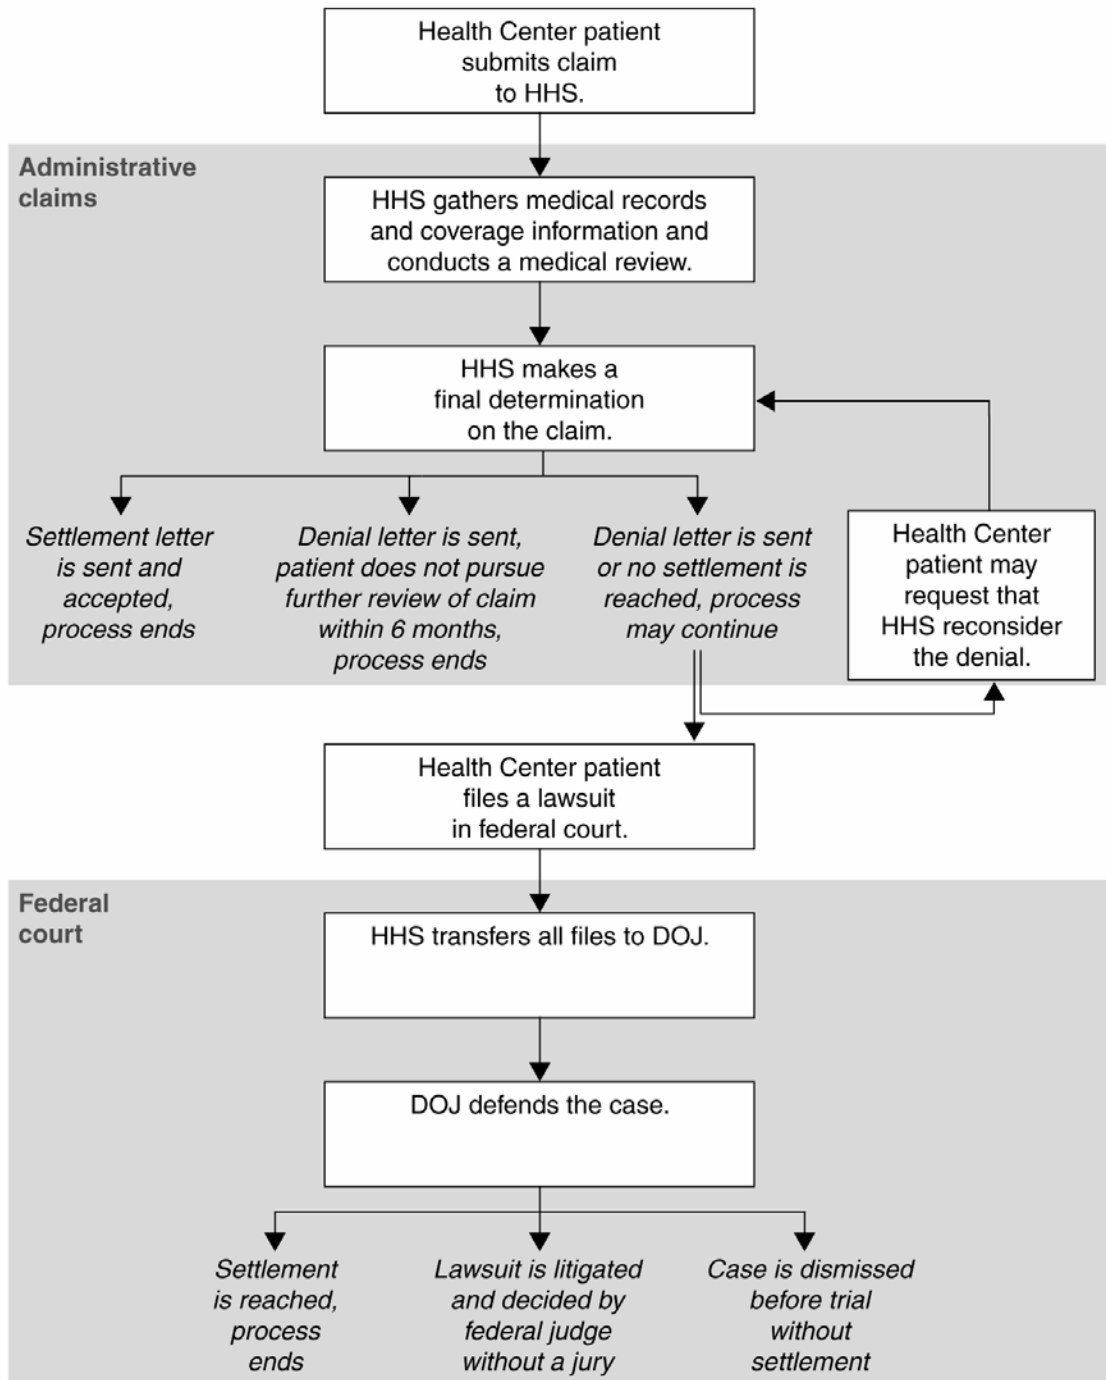 Health Center patient
submits claim
to HHS.
Administrative
claims
HHS gathers medical records
and coverage information and
conducts a medical review.
HHS makes a
final determination
on the claim.
Settlement letter
is sent and
accepted,
process ends
Denial letter is sent,
patient does not pursue
further review of claim
within 6 months,
process ends
Denial letter is sent
or no settlement is
reached, process
may continue
Health Center
patient may
request that
HHS reconsider
the denial.
Health Center patient
files a lawsuit
in federal court.
Federal
court
HHS transfers all files to DOJ.
DOJ defends the case.
Settlement
is reached,
process
ends
Lawsuit is litigated
and decided by
federal judge
without a jury
Case is dismissed
before trial
without
settlement